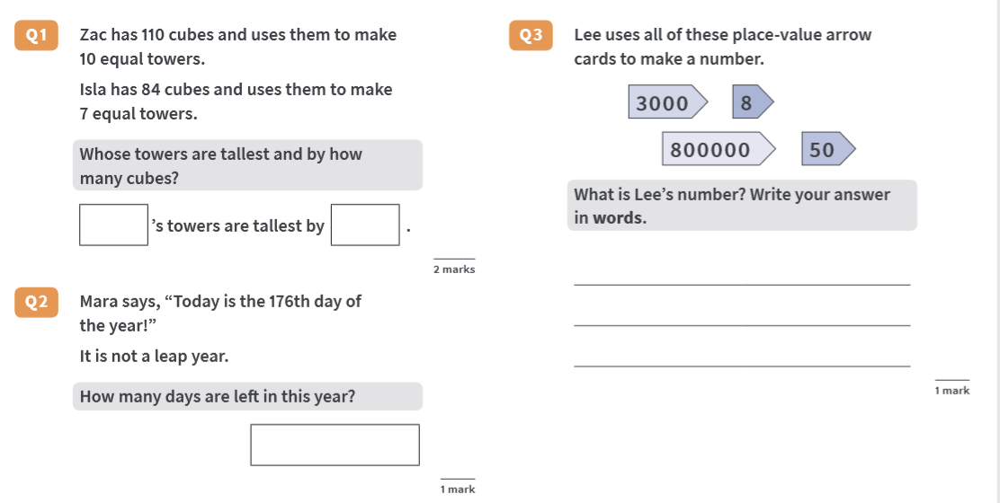 Q1
Zac has 110 cubes and uses them to make
10 equal towers.
Isla has 84 cubes and uses them to make
7 equal towers.
Whose towers are tallest and by how
many cubes?
’s towers are tallest by .
2 marks
Q2
Mara says, “Today is the 176th day of
the year!”
It is not a leap year.
How many days are left in this year?
1 mark
Q3
Lee uses all of these place-value arrow
cards to make a number.
3000 8
800000 50
What is Lee’s number? Write your answer
in words.
1 mark